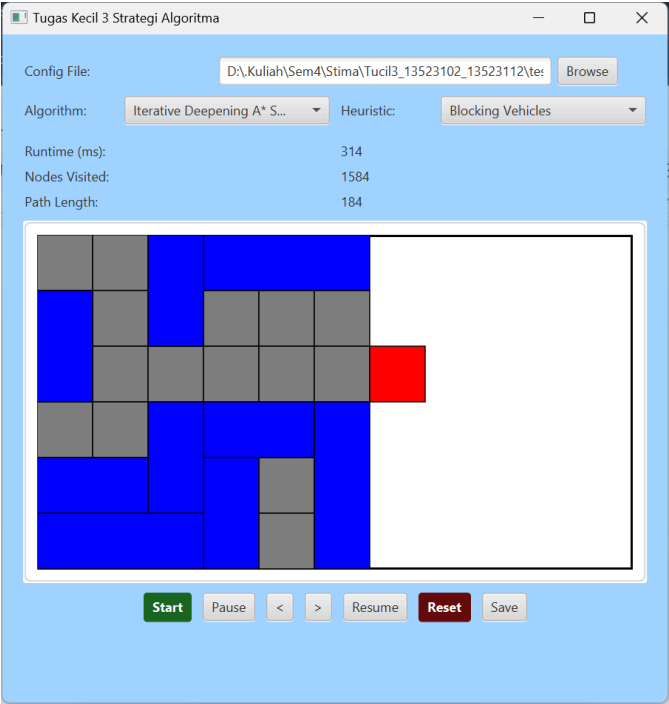 Tugas Kecil 3 Strategi Algoritma
Config File: D:\.Kuliah\Sem4\Stima\Tucil3_13523102_13523112\tes Browse
Algorithm: Iterative Deepening A* S... Heuristic: Blocking Vehicles
Runtime (ms): 314
Nodes Visited: 1584
Path Length: 184
Start Pause < > Resume Reset Save